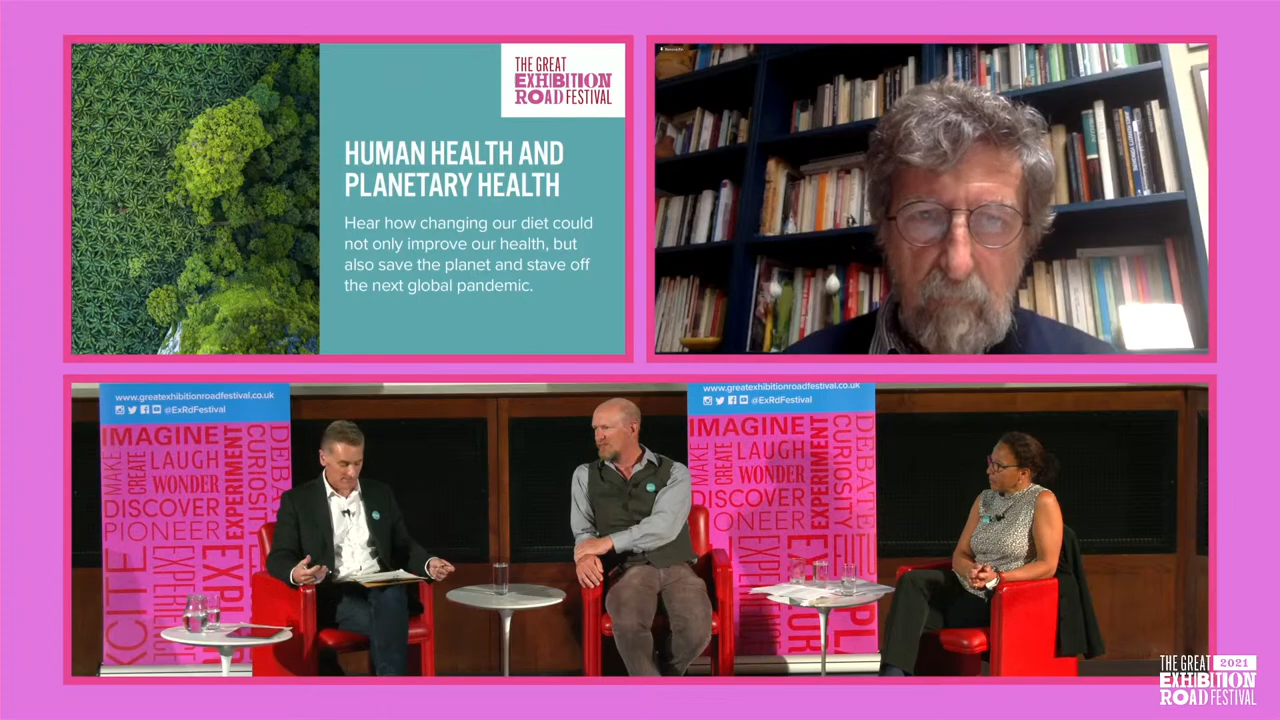 THE GREAT
EXHIBITION
ROAD FESTIVAL
HUMAN HEALTH AND
PLANETARY HEALTH
Hear how changing our diet could
not only improve our health, but
also save the planet and stave off
the next global pandemic.
www.greatexhibitionroadfestival.co.uk
@ExRdFestival
IMAGINE
MAKE
CREATE
LAUGH
WONDER
DISCOVER
PIONEER
EXPERIMENT
CURIOSITY
DEBATE
www.greatexhibitionroadfestival.co.uk
@ExRdFestival
IMAGINE
MAKE
CREATE
LAUGH
WONDER
DISCOVER
PIONEER
EXPERIMENT
CURIOSITY
DEBATE
THE GREAT 2021
EXHIBITION
ROAD FESTIVAL